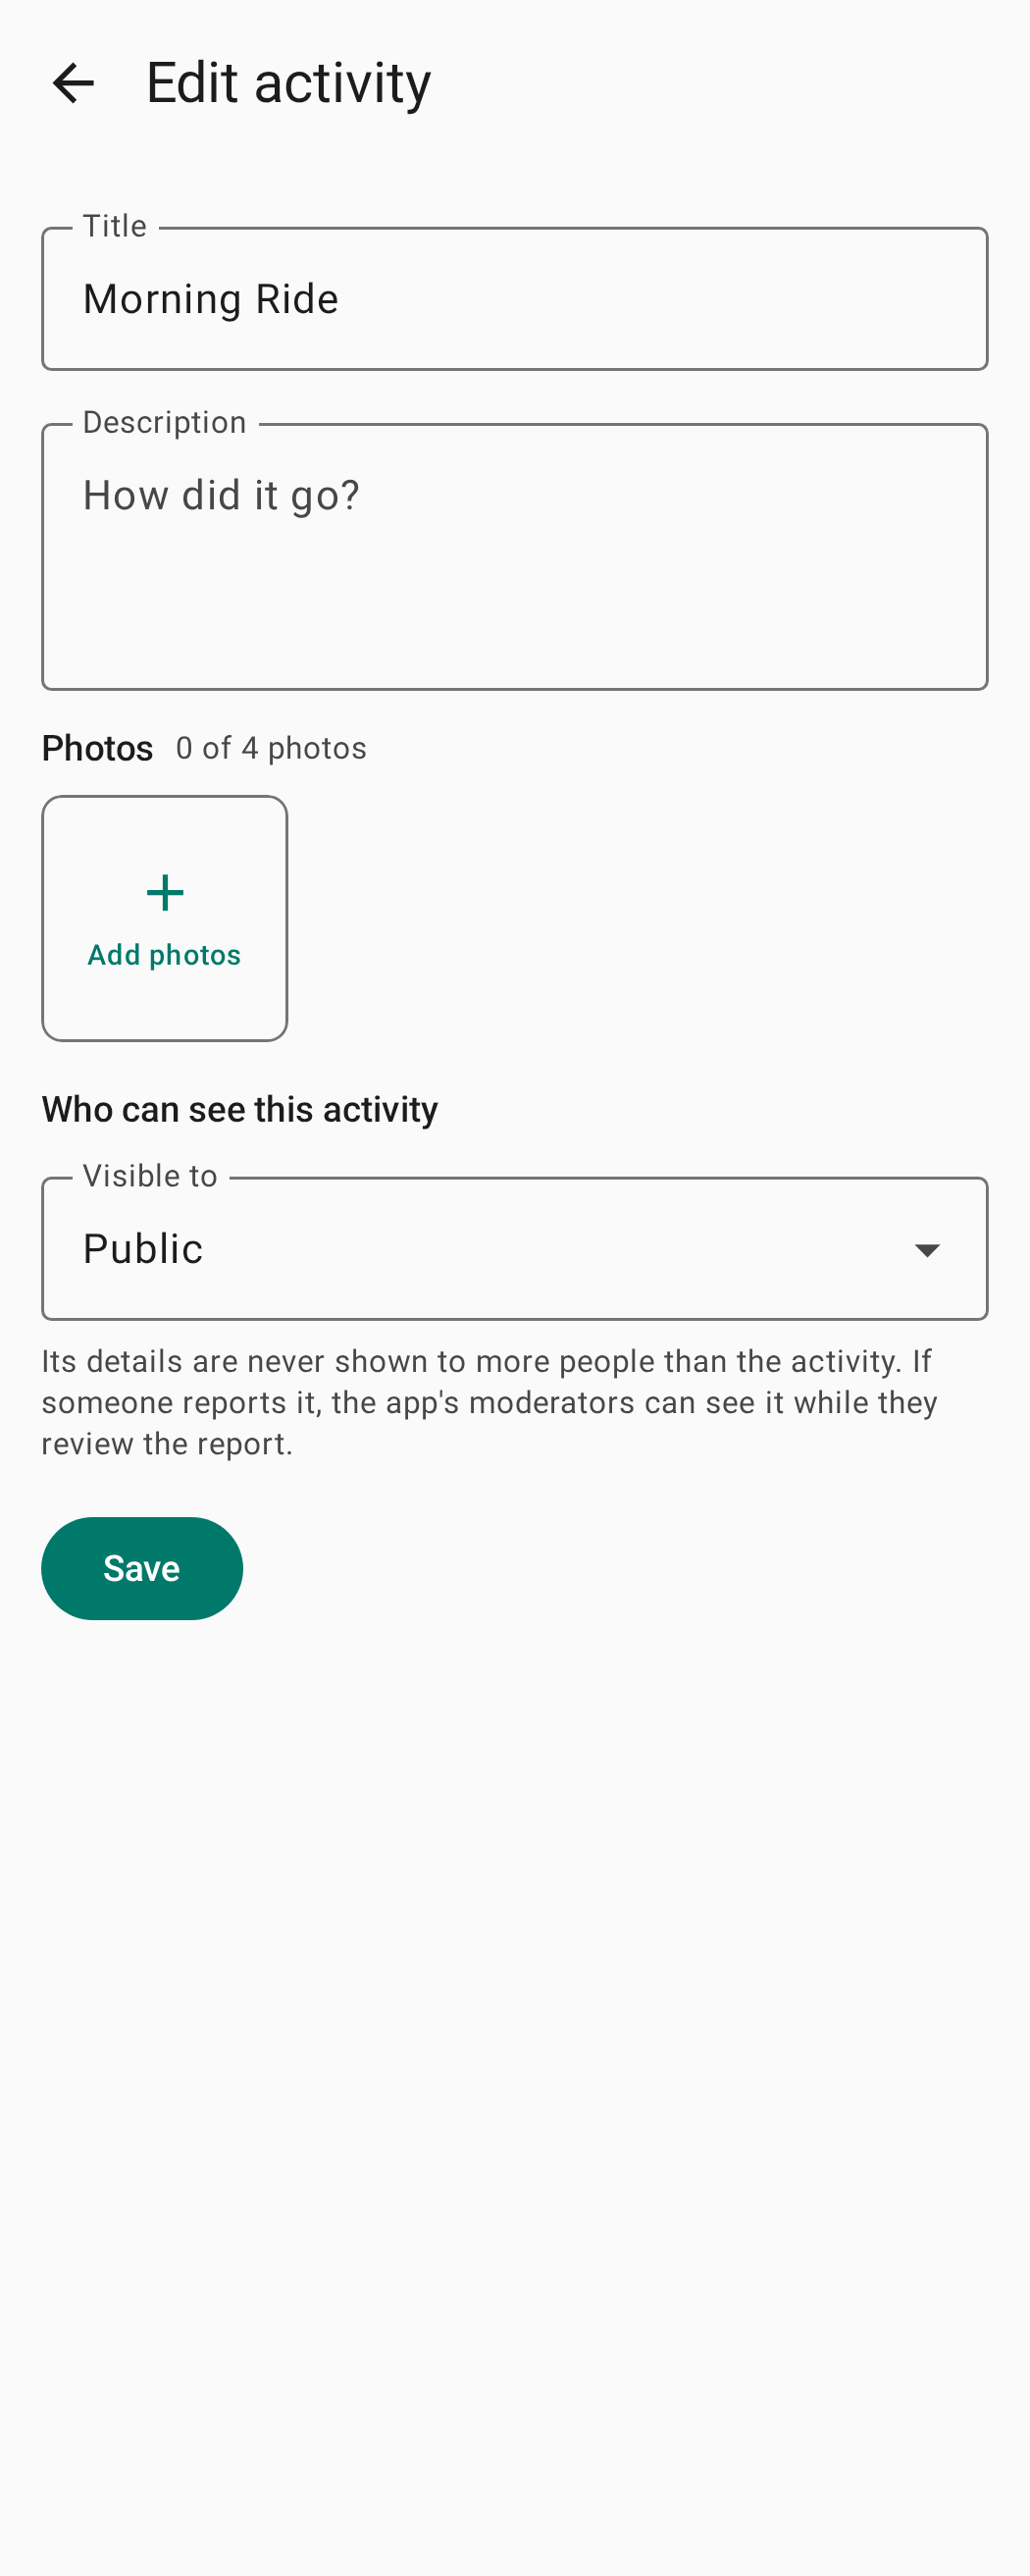 Edit activity
Title
Morning Ride
Description
How did it go?
Photos 0 of 4 photos
Add photos
Who can see this activity
Visible to
Public
Its details are never shown to more people than the activity. If
someone reports it, the app's moderators can see it while they
review the report.
Save